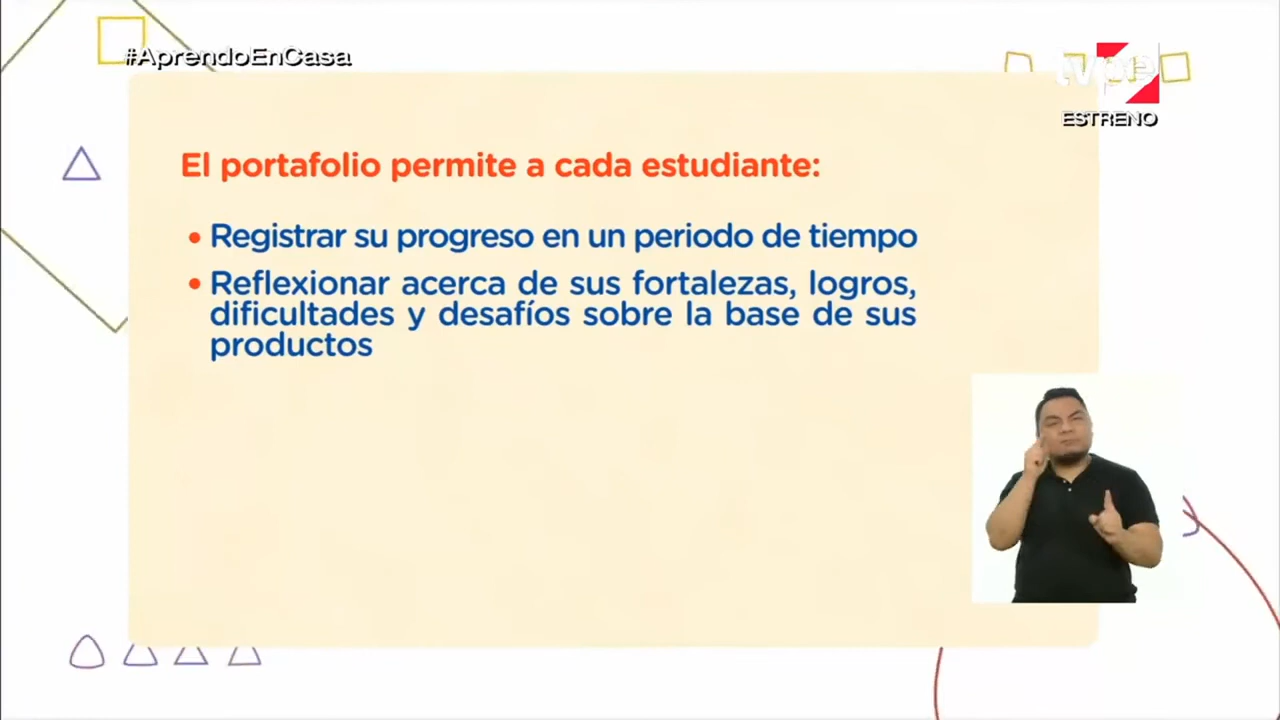 #AprendoEnCasa
tvpe
ESTRENO
El portafolio permite a cada estudiante:
• Registrar su progreso en un periodo de tiempo
• Reflexionar acerca de sus fortalezas, logros,
dificultades y desafíos sobre la base de sus
productos